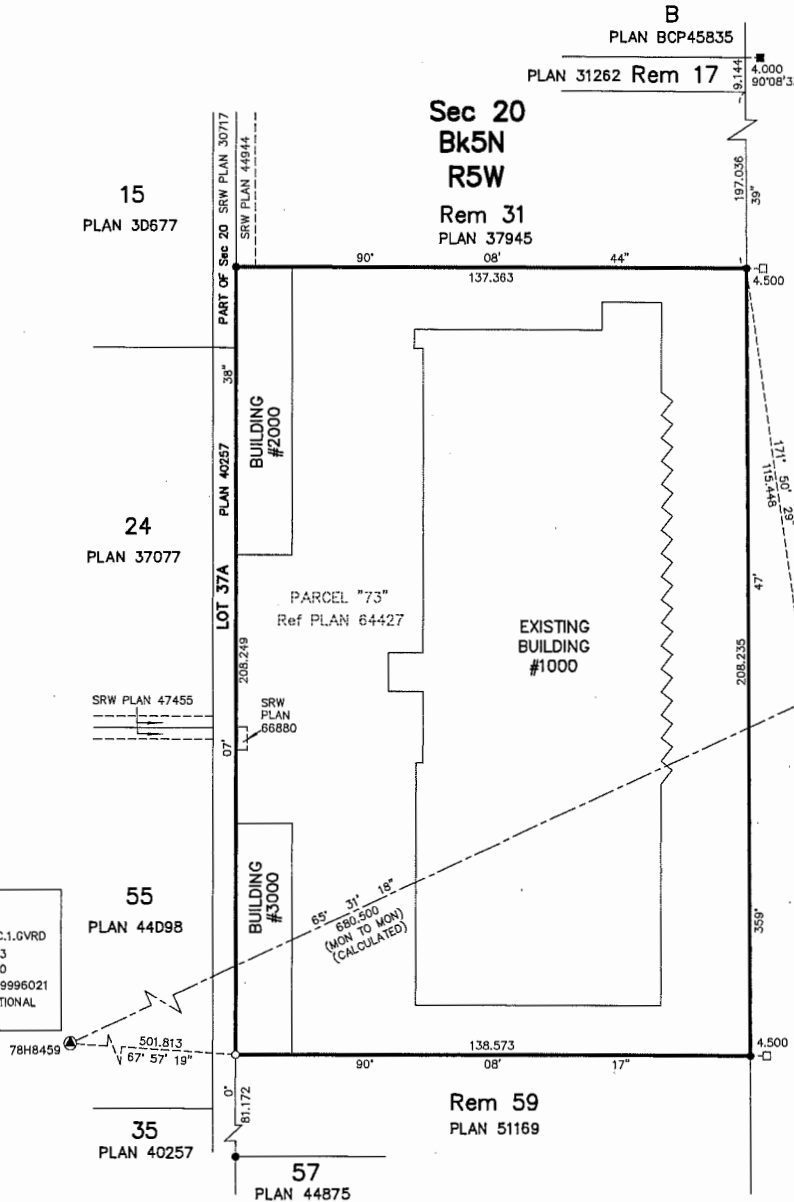 B
PLAN BCP45835
PLAN 31262 Rem 17
9.144
4.000
90°08'3
Sec 20
Bk5N
R5W
Rem 31
PLAN 37945
197.036
39"
15
PLAN 3D677
PART OF Sec 20 SRW PLAN 30717
SRW PLAN 44944
90° 08' 44"
137.363
4.500
38"
BUILDING
#2000
PLAN 40257
LOT 37A
171° 50' 29"
115.448
24
PLAN 37077
PARCEL "73"
Ref PLAN 64427
EXISTING
BUILDING
#1000
47'
208.249
208.235
SRW PLAN 47455
SRW
PLAN
66880
07'
BUILDING
#3000
65° 31' 18"
680.500
(MON TO MON)
(CALCULATED)
359°
55
PLAN 44D98
C.1.GVRD
3
0
9996021
TIONAL
78H8459
501.813
67° 57' 19"
138.573
90° 08' 17"
4.500
0°
81.172
35
PLAN 40257
Rem 59
PLAN 51169
57
PLAN 44875